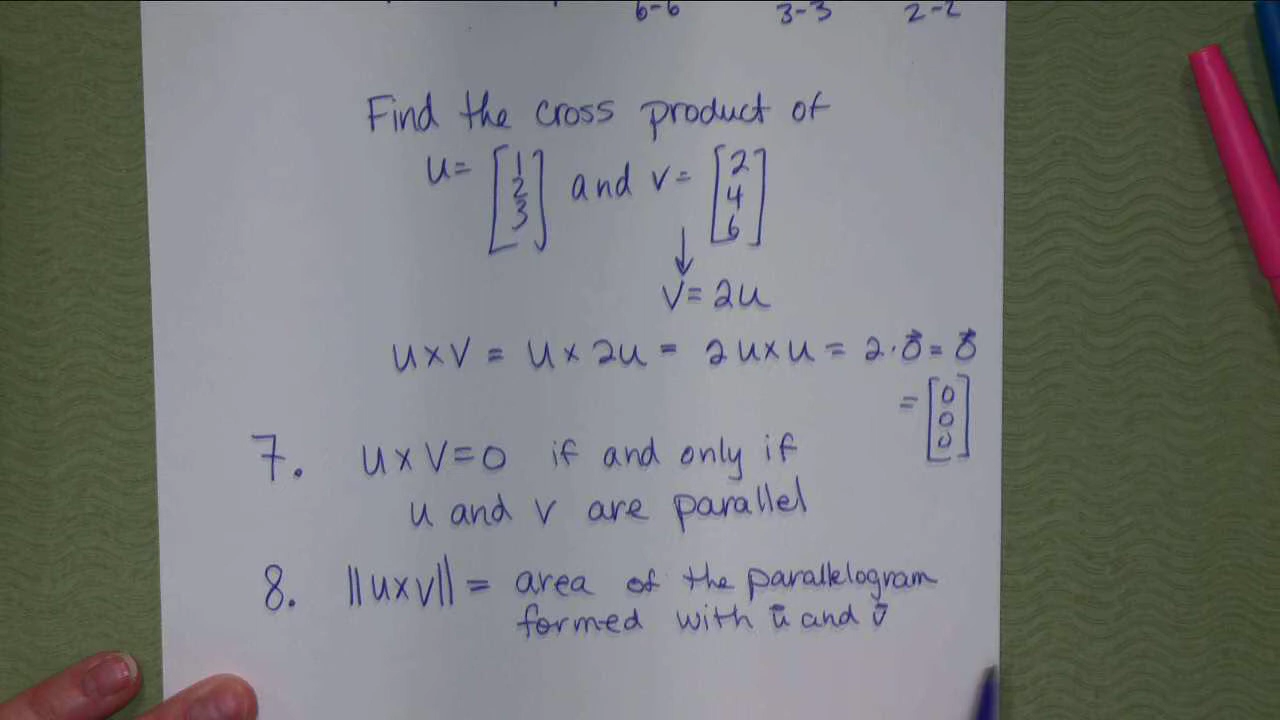 6-6 3-3 2-2
Find the cross product of
u = [1 2 3] and v = [2 4 6]
↓
v = 2u
u × v = u × 2u = 2 u × u = 2 · 0⃗ = 0⃗
= [0 0 0]
7. u × v = 0 if and only if
u and v are parallel
8. ||u × v|| = area of the parallelogram
formed with u⃗ and v⃗